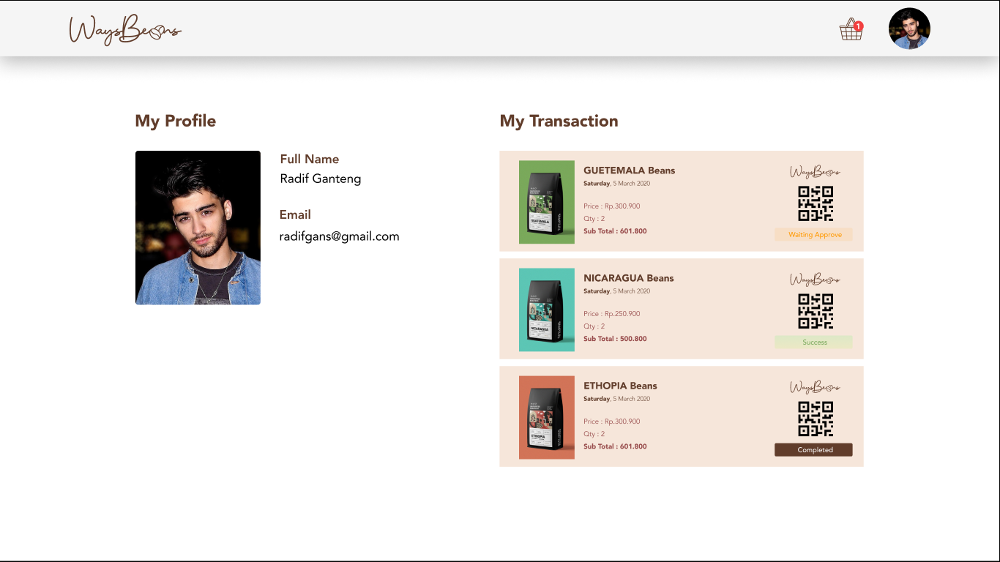 WaysBeans
1
My Profile
Full Name
Radif Ganteng
Email
radifgans@gmail.com
My Transaction
GUETEMALA Beans
Saturday, 5 March 2020
Price : Rp.300.900
Qty : 2
Sub Total : 601.800
GUATEMALA
WaysBeans
Waiting Approve
NICARAGUA Beans
Saturday, 5 March 2020
Price : Rp.250.900
Qty : 2
Sub Total : 500.800
NICARAGUA
WaysBeans
Success
ETHOPIA Beans
Saturday, 5 March 2020
Price : Rp.300.900
Qty : 2
Sub Total : 601.800
ETHIOPIA
WaysBeans
Completed